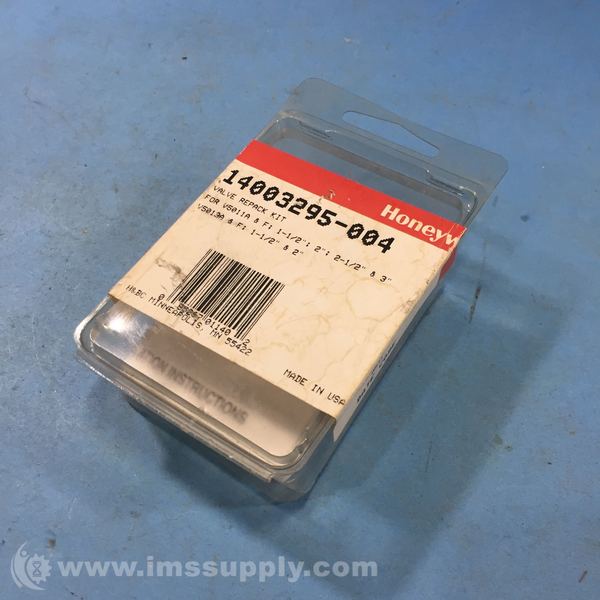 Honeyw
14003295-004
VALVE REPACK KIT
FOR V5011A & F: 1-1/2"; 2"; 2-1/2" & 3"
V5013A & F: 1-1/2" & 2"
H&BC MINNEAPOLIS, MN 55422
MADE IN USA
INSTRUCTIONS
www.imssupply.com